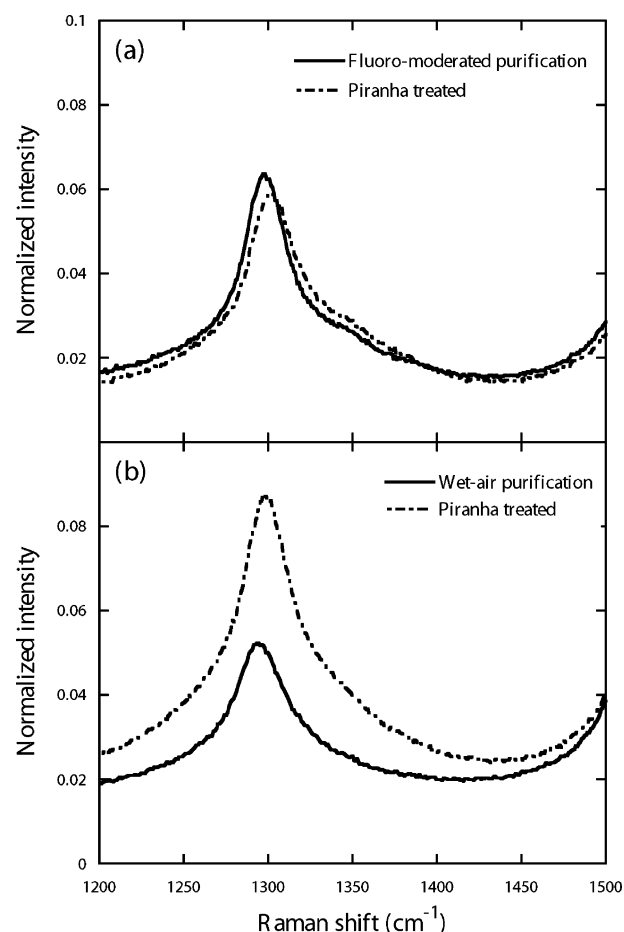 0.1
(a)
Fluoro-moderated purification
Piranha treated
0.08
0.06
0.04
0.02
Normalized intensity
(b)
Wet-air purification
Piranha treated
0.08
0.06
0.04
0.02
0
Normalized intensity
1200 1250 1300 1350 1400 1450 1500
Raman shift (cm⁻¹)